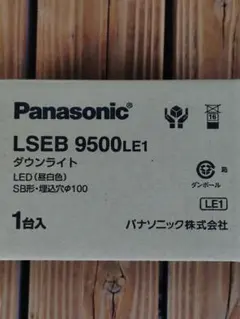 Panasonic®
LSEB 9500LE1
ダウンライト
LED(昼白色)
SB形・埋込穴Φ100
ダンボール
1台入
LE1
パナソニック株式会社